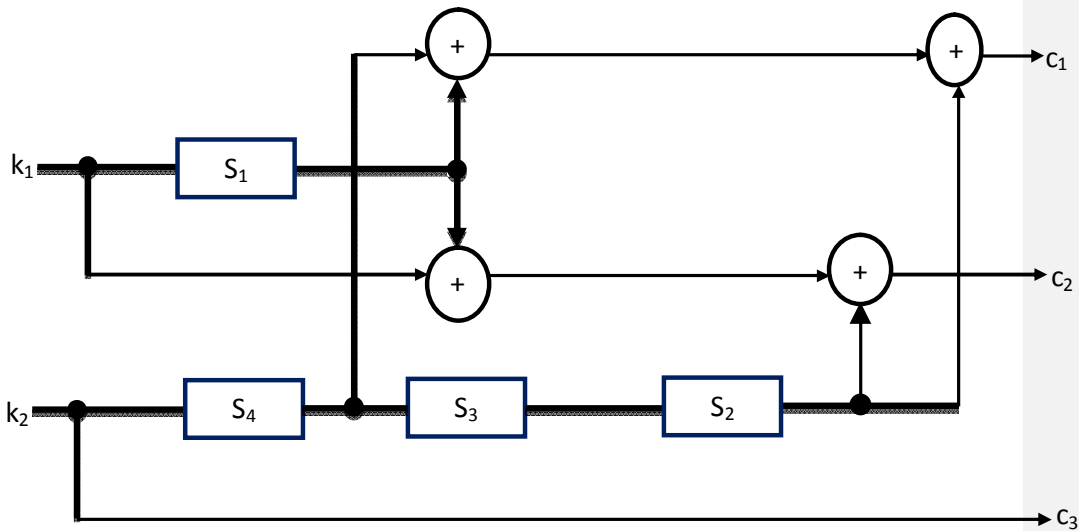 +
+
c₁
k₁
S₁
+
+
c₂
k₂
S₄
S₃
S₂
c₃